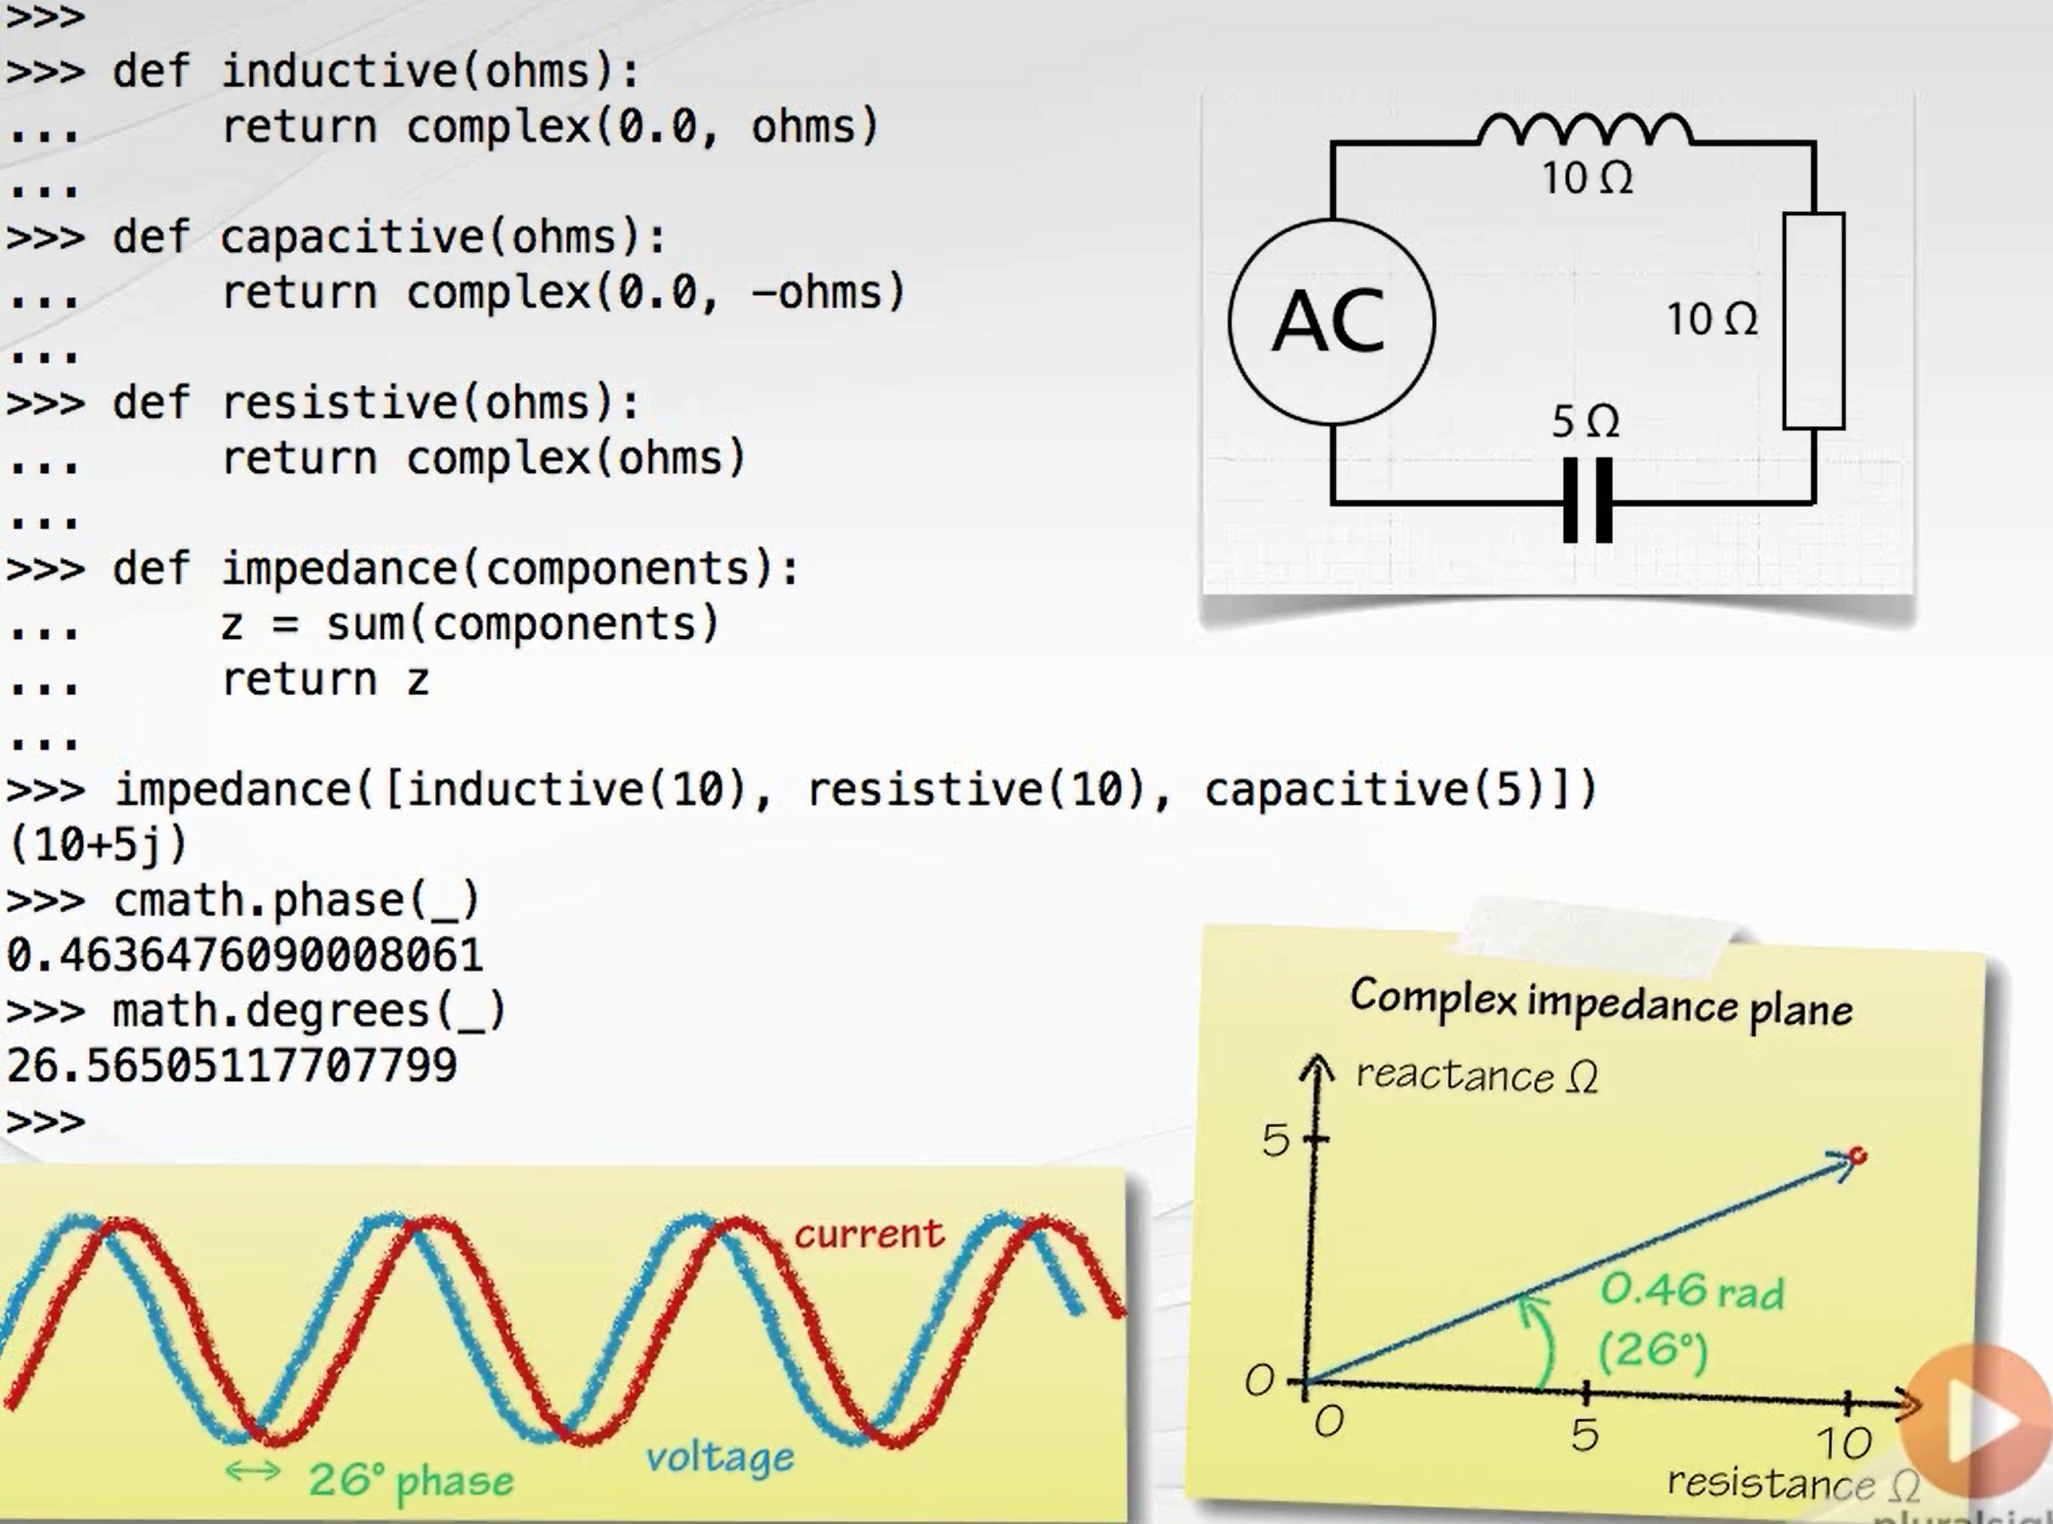 >>>
>>> def inductive(ohms):
...     return complex(0.0, ohms)
...
>>> def capacitive(ohms):
...     return complex(0.0, -ohms)
...
>>> def resistive(ohms):
...     return complex(ohms)
...
>>> def impedance(components):
...     z = sum(components)
...     return z
...
>>> impedance([inductive(10), resistive(10), capacitive(5)])
(10+5j)
>>> cmath.phase(_)
0.4636476090008061
>>> math.degrees(_)
26.56505117707799
>>>
10 Ω
AC
10 Ω
5 Ω
current
voltage
26° phase
Complex impedance plane
reactance Ω
5
0.46 rad
(26°)
0
0
5
10
resistance Ω